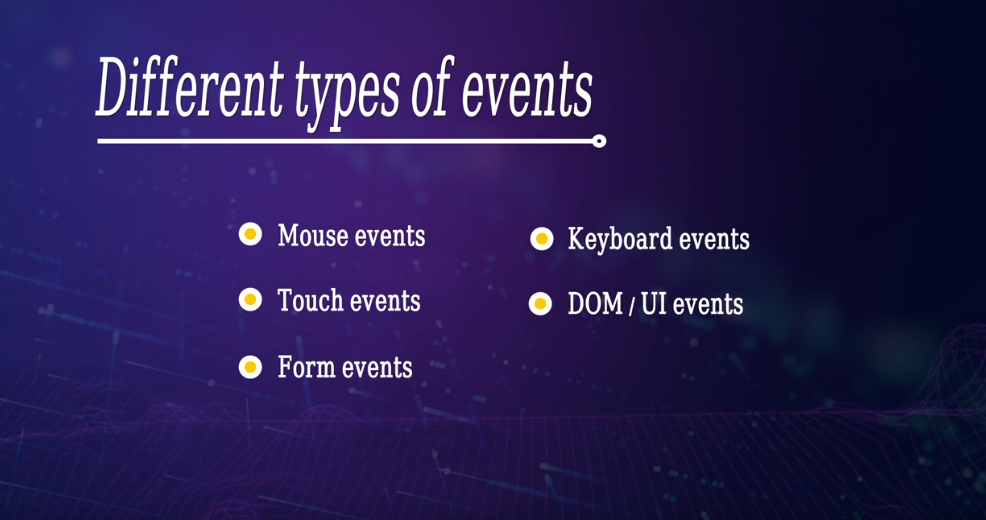 Different types of events
Mouse events
Touch events
Form events
Keyboard events
DOM / UI events